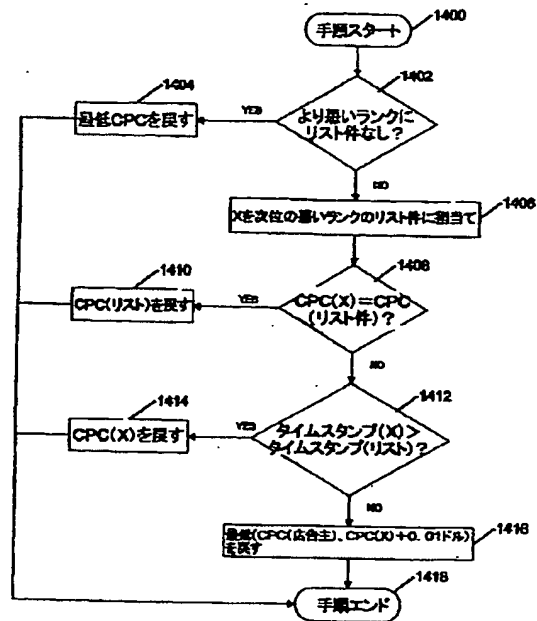 1400
手順スタート
1402
1404
より悪いランクに
リスト件なし?
YES
最低CPCを戻す
NO
1406
Xを次位の悪いランクのリスト件に割当て
1408
1410
CPC(X)=CPC
(リスト件)?
YES
CPC(リスト)を戻す
NO
1412
1414
タイムスタンプ(X)>
タイムスタンプ(リスト)?
YES
CPC(X)を戻す
NO
1416
最低(CPC(広告主)、CPC(X)+0.01ドル)
を戻す
1418
手順エンド